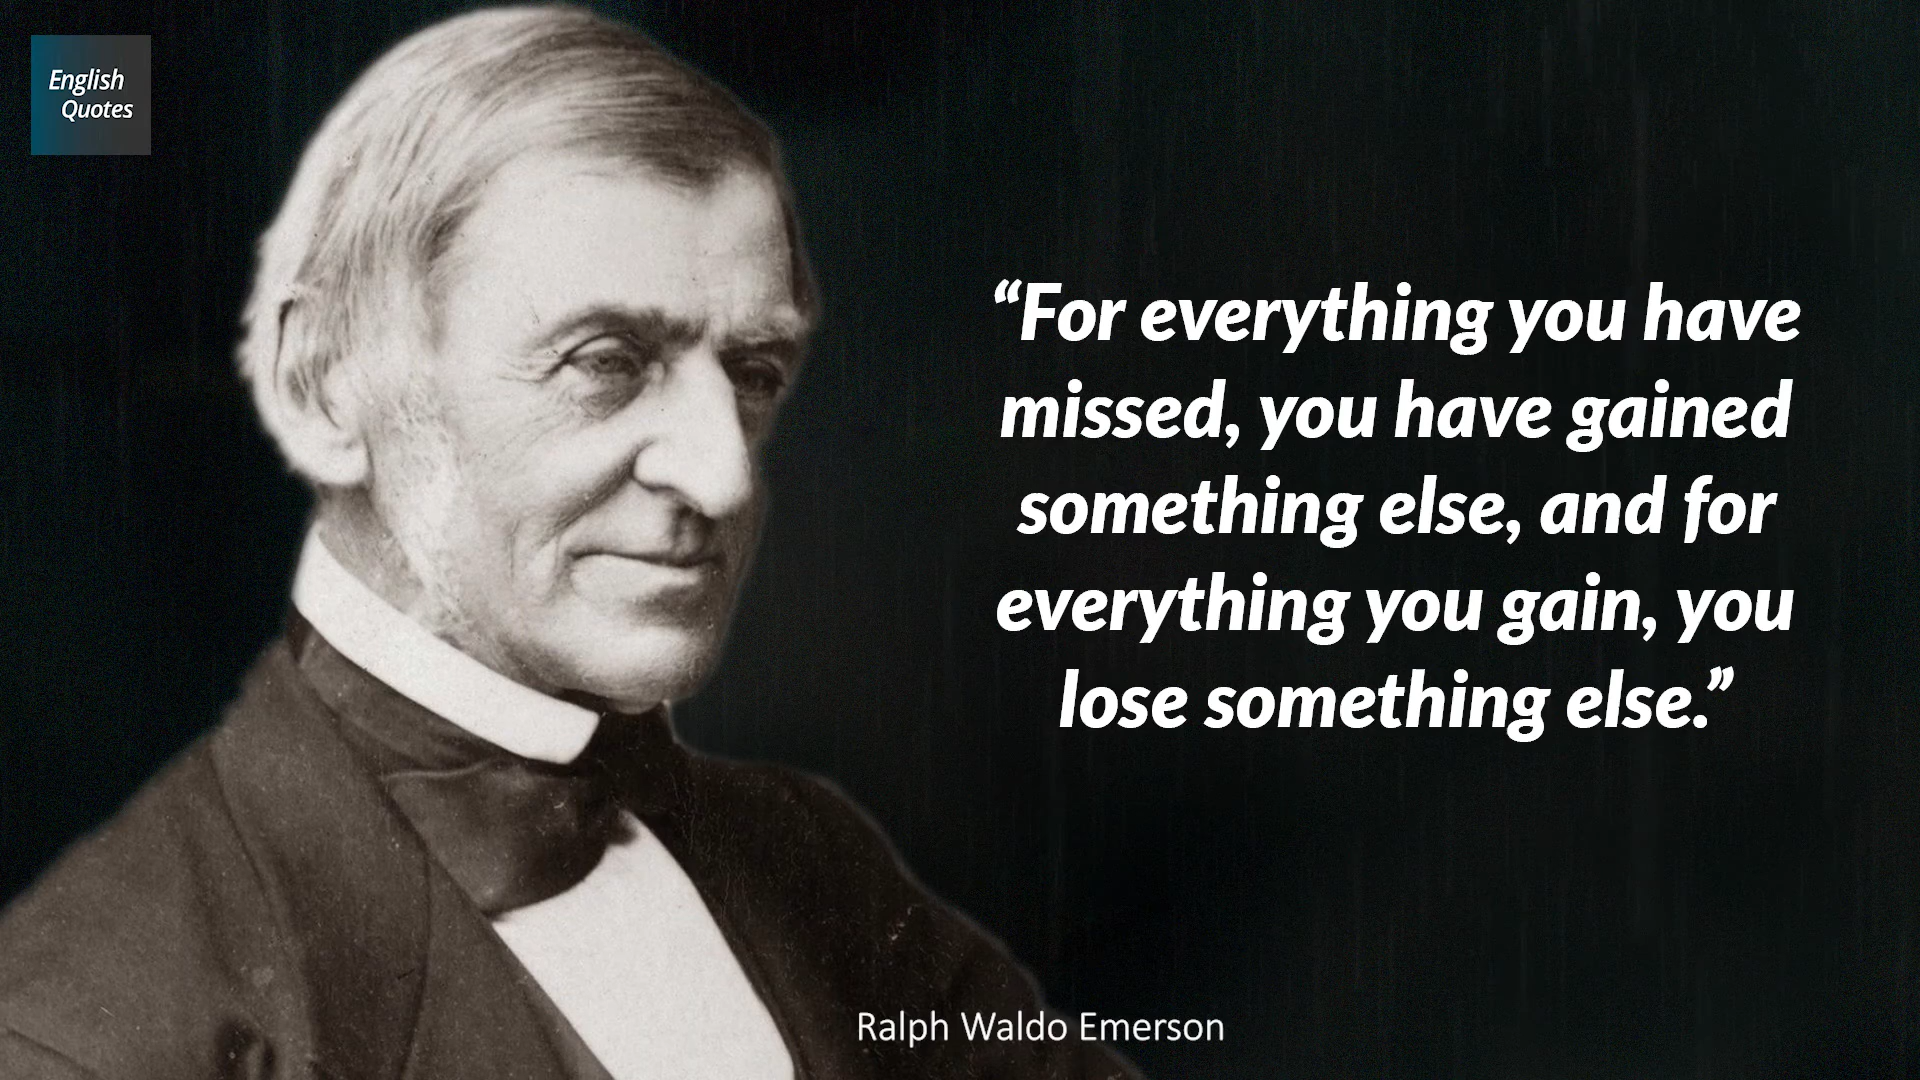 English
Quotes
“For everything you have
missed, you have gained
something else, and for
everything you gain, you
lose something else.”
Ralph Waldo Emerson